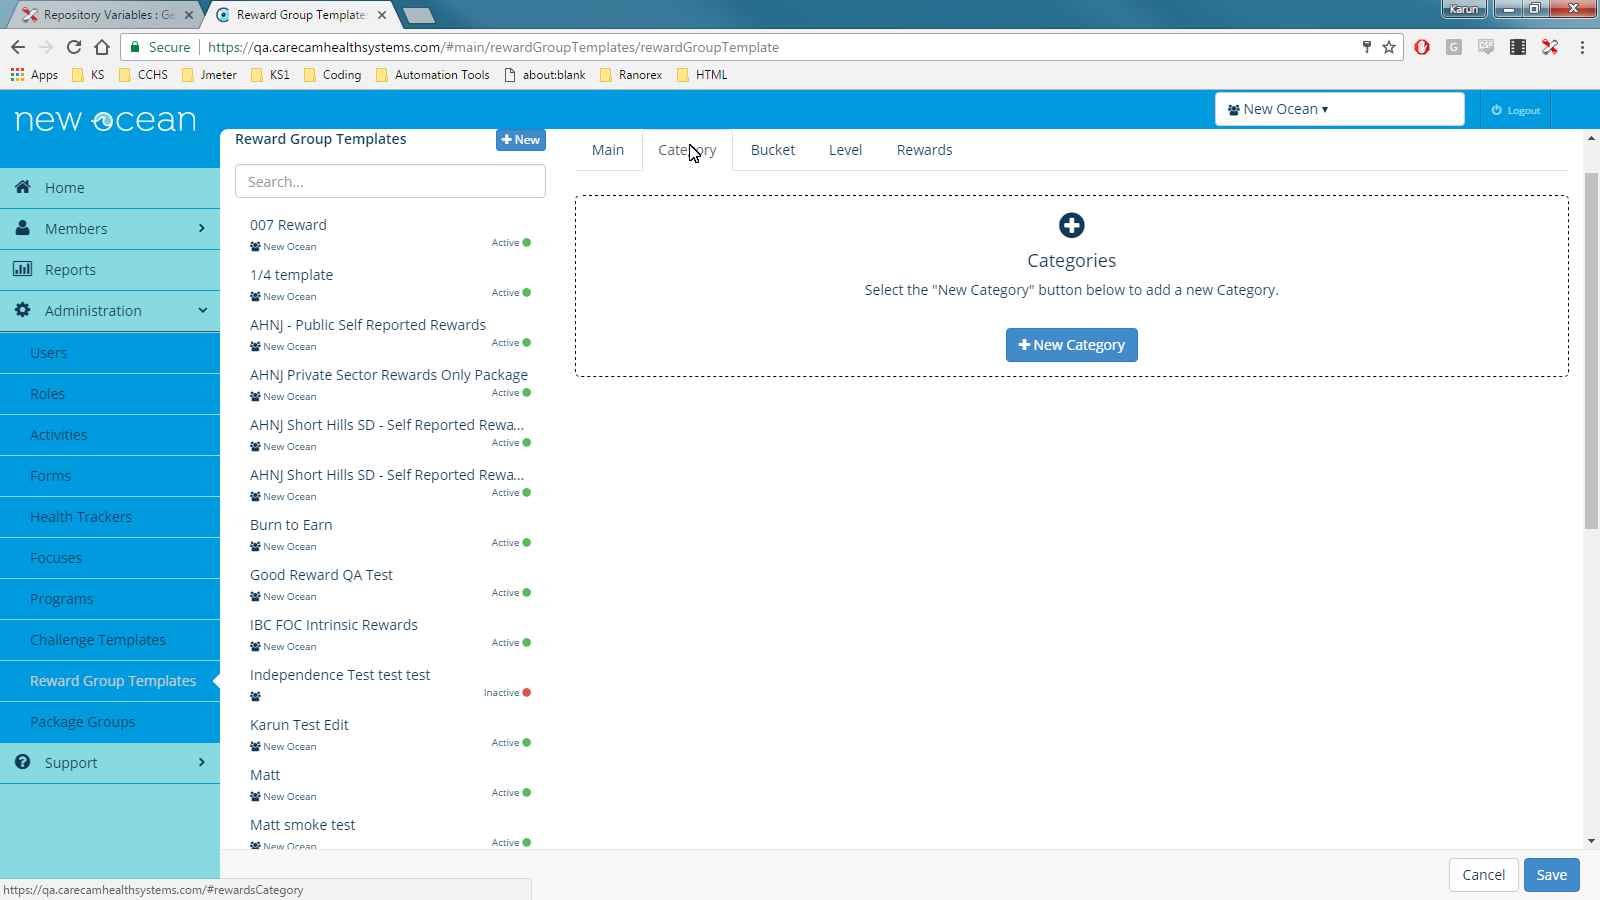 Repository Variables : Ge
Reward Group Template
Karun
Secure
https://qa.carecamhealthsystems.com/#main/rewardGroupTemplates/rewardGroupTemplate
Apps
KS
CCHS
Jmeter
KS1
Coding
Automation Tools
about:blank
Ranorex
HTML
new ocean
New Ocean
Logout
Home
Members
Reports
Administration
Users
Roles
Activities
Forms
Health Trackers
Focuses
Programs
Challenge Templates
Reward Group Templates
Package Groups
Support
Reward Group Templates
New
Search...
007 Reward
New Ocean
Active
1/4 template
New Ocean
Active
AHNJ - Public Self Reported Rewards
New Ocean
Active
AHNJ Private Sector Rewards Only Package
New Ocean
Active
AHNJ Short Hills SD - Self Reported Rewa...
New Ocean
Active
AHNJ Short Hills SD - Self Reported Rewa...
New Ocean
Active
Burn to Earn
New Ocean
Active
Good Reward QA Test
New Ocean
Active
IBC FOC Intrinsic Rewards
New Ocean
Active
Independence Test test test
Inactive
Karun Test Edit
New Ocean
Active
Matt
New Ocean
Active
Matt smoke test
New Ocean
Active
Main
Category
Bucket
Level
Rewards
Categories
Select the "New Category" button below to add a new Category.
New Category
Cancel
Save
https://qa.carecamhealthsystems.com/#rewardsCategory